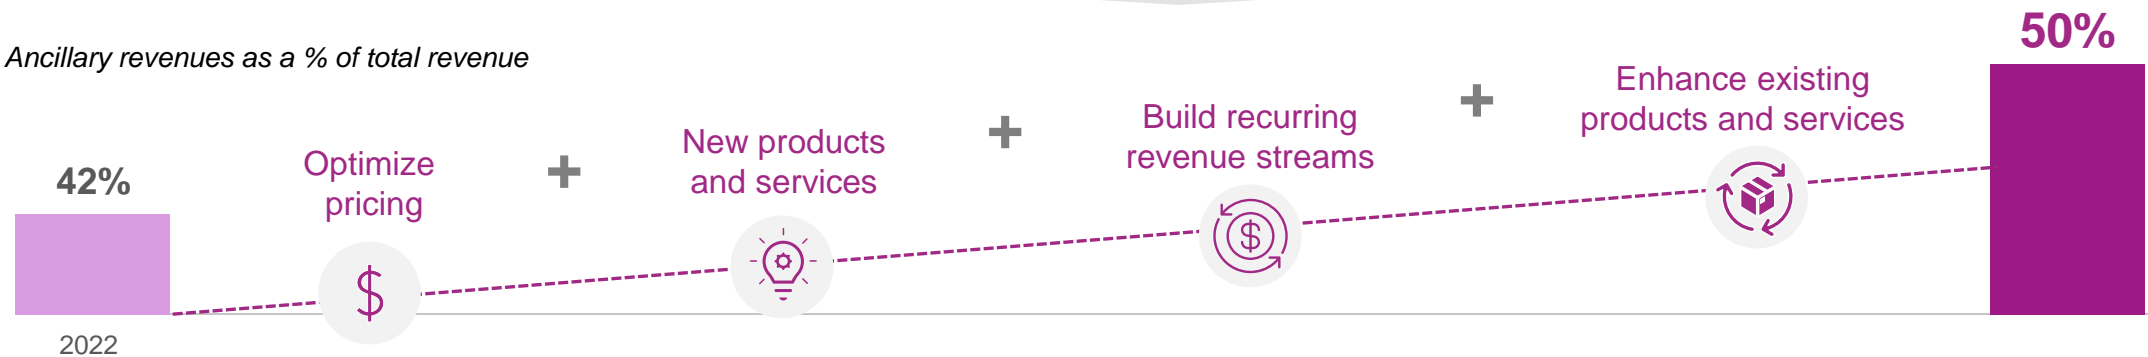 Ancillary revenues as a % of total revenue
42%
2022
Optimize
pricing
+
New products
and services
+
Build recurring
revenue streams
+
Enhance existing
products and services
50%
$
$